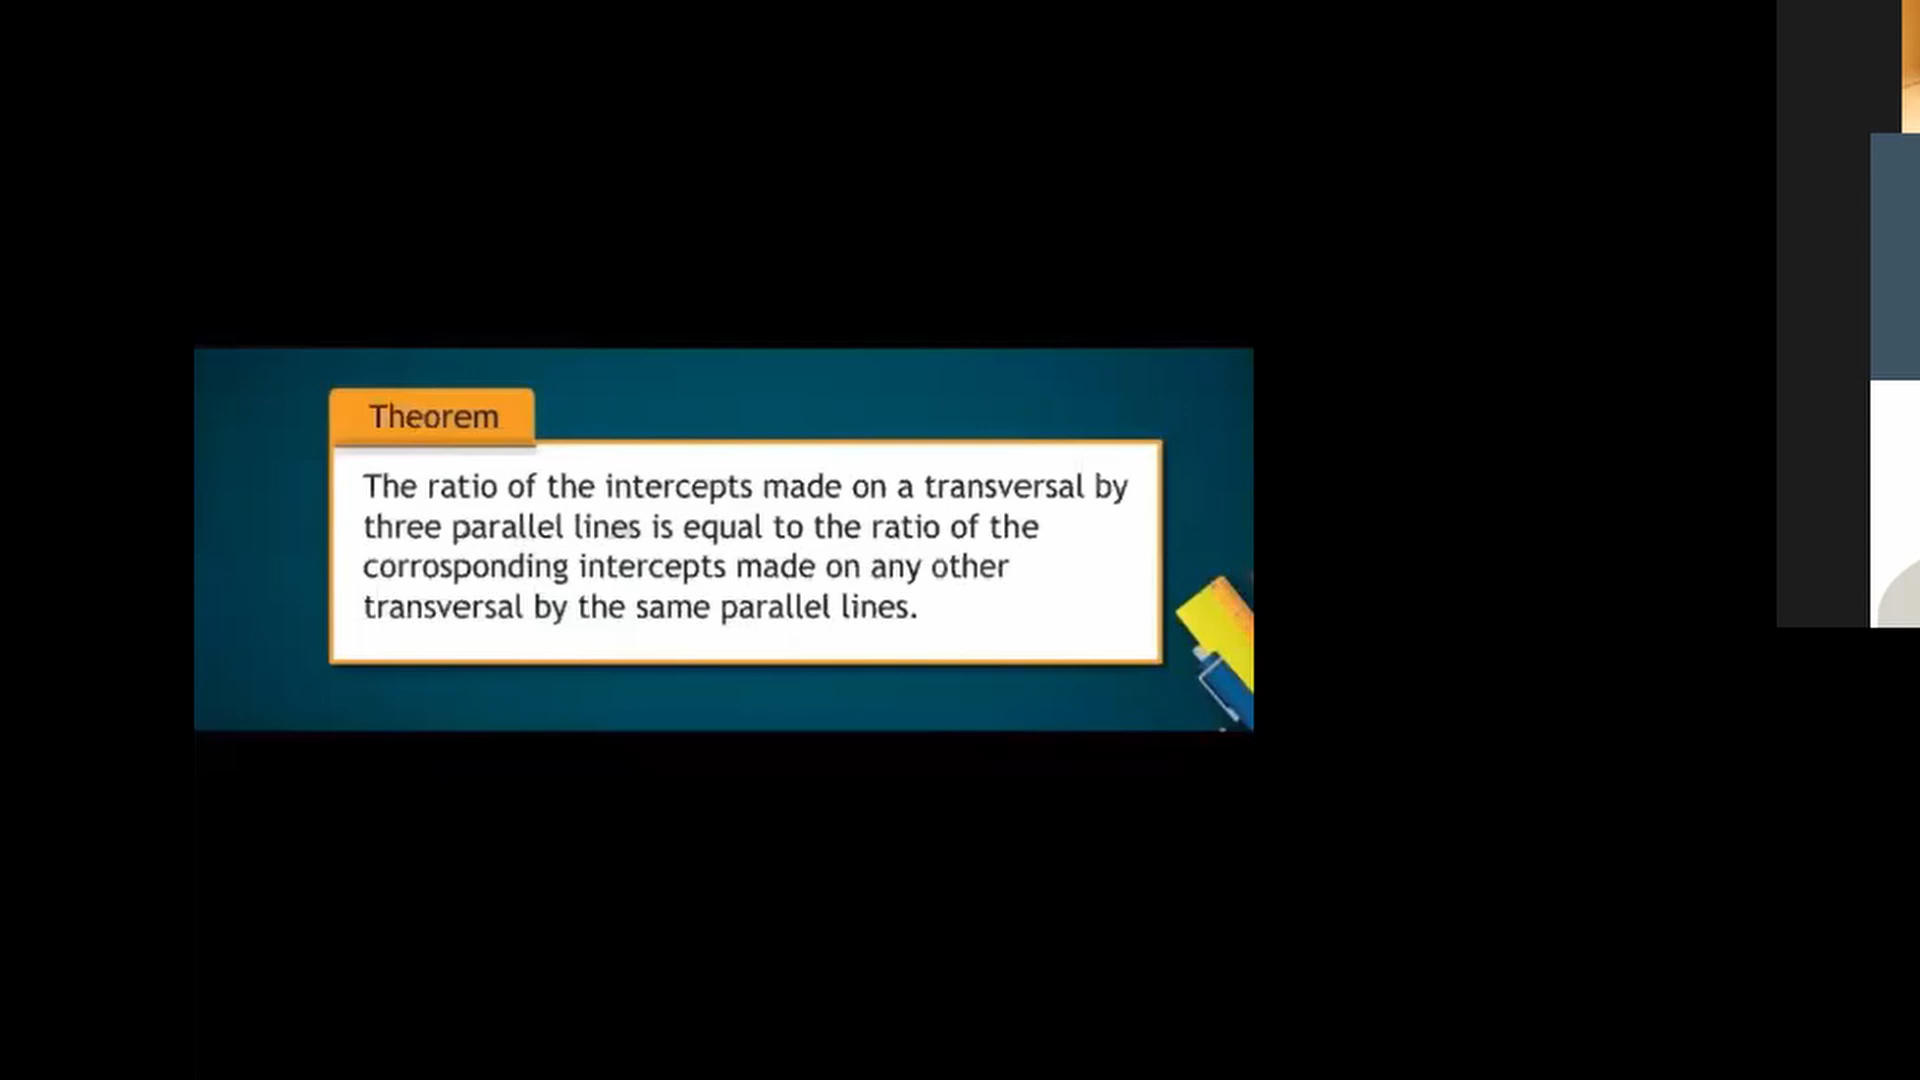 Theorem
The ratio of the intercepts made on a transversal by
three parallel lines is equal to the ratio of the
corrosponding intercepts made on any other
transversal by the same parallel lines.